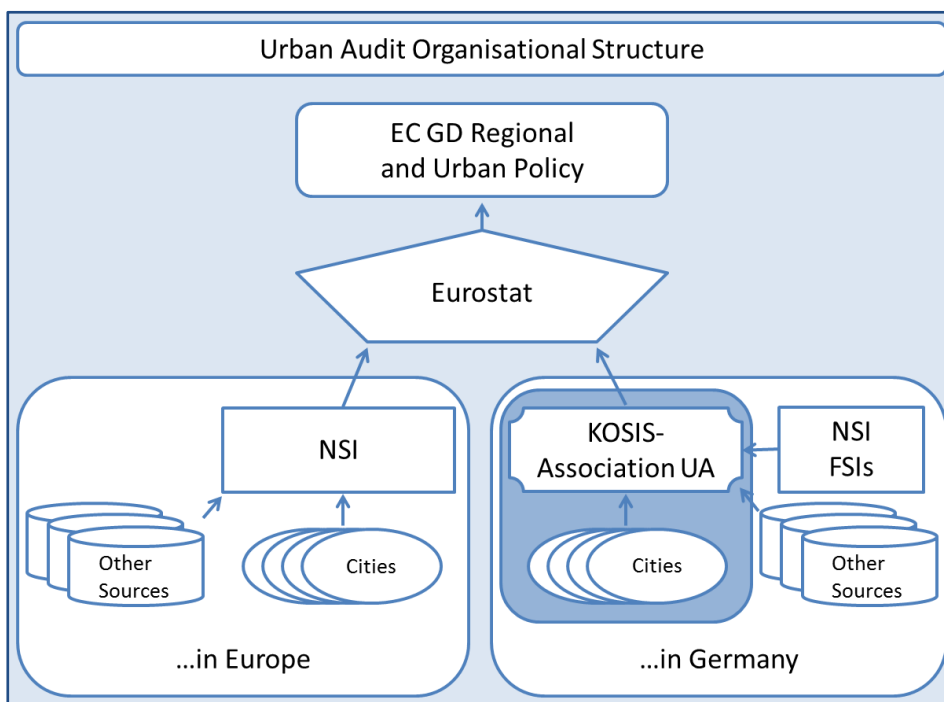 Urban Audit Organisational Structure
EC GD Regional
and Urban Policy
Eurostat
NSI
Other
Sources
Cities
...in Europe
KOSIS-
Association UA
NSI
FSIs
Cities
Other
Sources
...in Germany